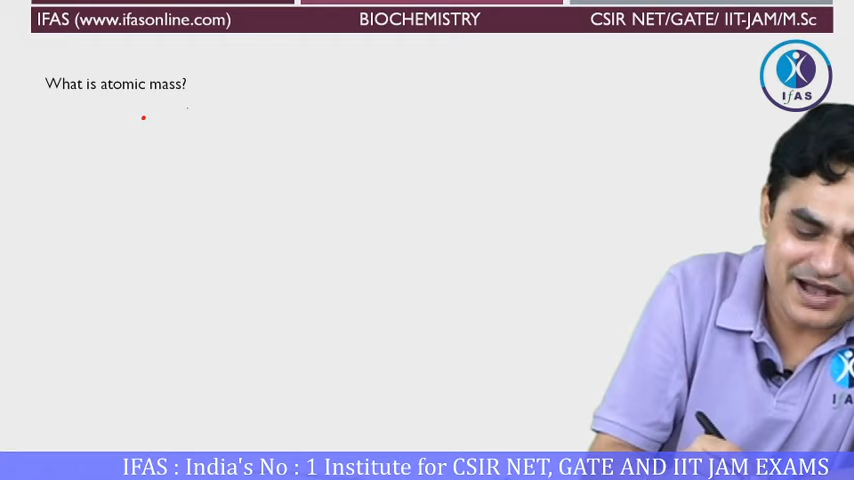 IFAS (www.ifasonline.com) BIOCHEMISTRY CSIR NET/GATE/ IIT-JAM/M.Sc
What is atomic mass?
IfAS
IfA
IFAS : India's No : 1 Institute for CSIR NET, GATE AND IIT JAM EXAMS